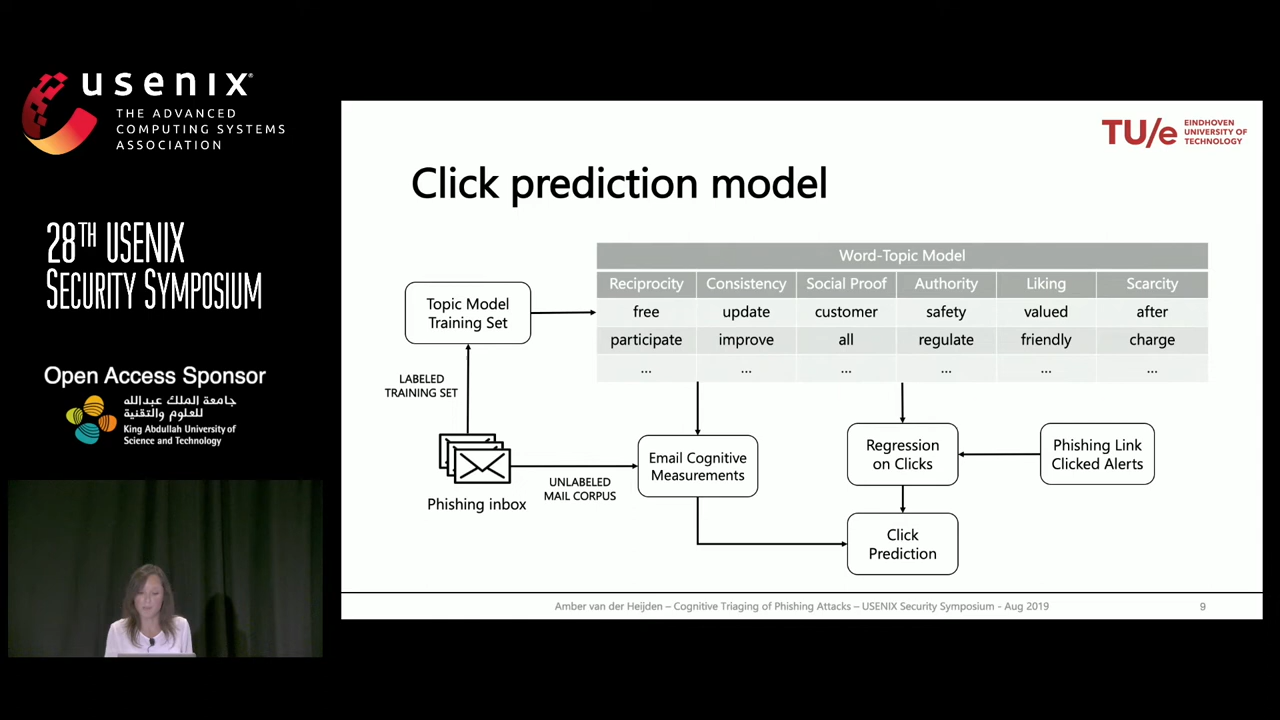 usenix®
THE ADVANCED
COMPUTING SYSTEMS
ASSOCIATION
28TH USENIX
SECURITY SYMPOSIUM
Open Access Sponsor
جامعة الملك عبدالله
للعلوم والتقنية
King Abdullah University of
Science and Technology
TU/e EINDHOVEN
UNIVERSITY OF
TECHNOLOGY
Click prediction model
Word-Topic Model
Reciprocity Consistency Social Proof Authority Liking Scarcity
free update customer safety valued after
participate improve all regulate friendly charge
... ... ... ... ... ...
Topic Model
Training Set
LABELED
TRAINING SET
Phishing inbox
UNLABELED
MAIL CORPUS
Email Cognitive
Measurements
Regression
on Clicks
Phishing Link
Clicked Alerts
Click
Prediction
Amber van der Heijden – Cognitive Triaging of Phishing Attacks – USENIX Security Symposium - Aug 2019
9